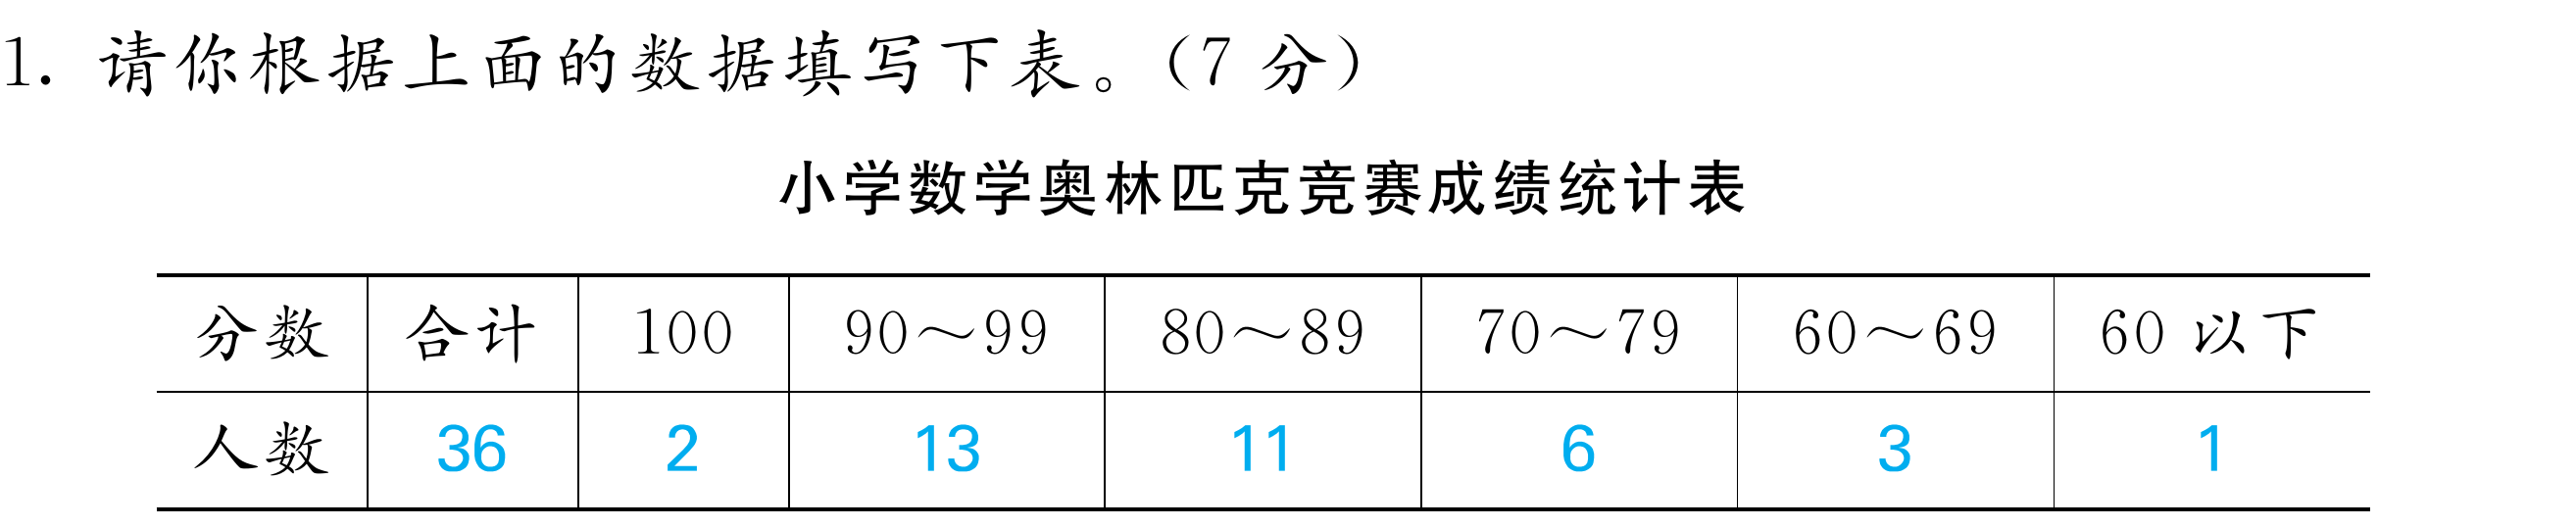 1. 请你根据上面的数据填写下表。(7 分)
小学数学奥林匹克竞赛成绩统计表
分数 合计 100 90～99 80～89 70～79 60～69 60 以下
人数 36 2 13 11 6 3 1